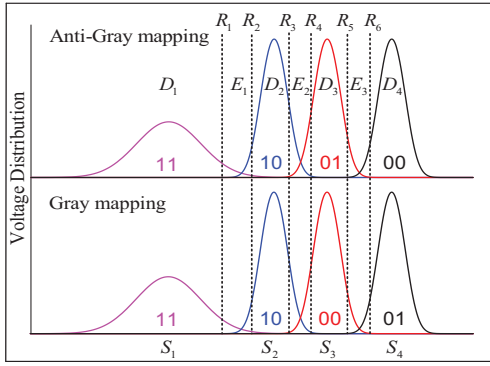 R₁ R₂ R₃ R₄ R₅ R₆
Anti-Gray mapping
D₁ E₁ D₂ E₂ D₃ E₃ D₄
11 10 01 00
Voltage Distribution
Gray mapping
11 10 00 01
S₁ S₂ S₃ S₄